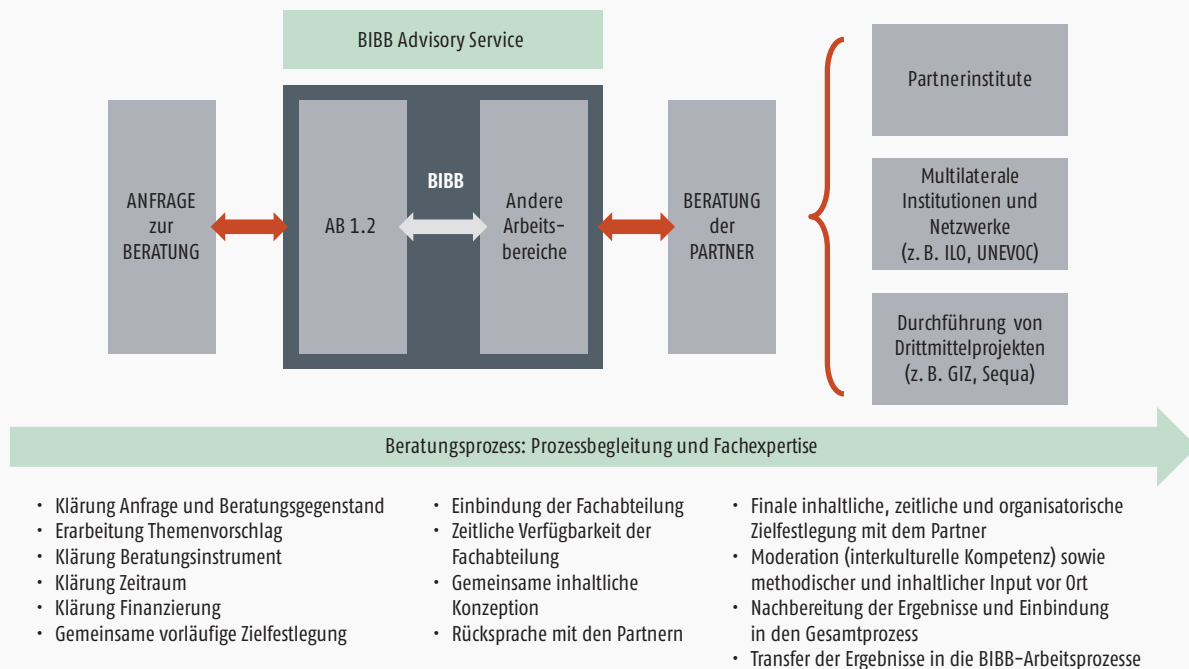 BIBB Advisory Service
ANFRAGE
zur
BERATUNG
AB 1.2
BIBB
Andere
Arbeits-
bereiche
BERATUNG
der
PARTNER
Partnerinstitute
Multilaterale
Institutionen und
Netzwerke
(z. B. ILO, UNEVOC)
Durchführung von
Drittmittelprojekten
(z. B. GIZ, Sequa)
Beratungsprozess: Prozessbegleitung und Fachexpertise
• Klärung Anfrage und Beratungsgegenstand
• Erarbeitung Themenvorschlag
• Klärung Beratungsinstrument
• Klärung Zeitraum
• Klärung Finanzierung
• Gemeinsame vorläufige Zielfestlegung
• Einbindung der Fachabteilung
• Zeitliche Verfügbarkeit der
Fachabteilung
• Gemeinsame inhaltliche
Konzeption
• Rücksprache mit den Partnern
• Finale inhaltliche, zeitliche und organisatorische
Zielfestlegung mit dem Partner
• Moderation (interkulturelle Kompetenz) sowie
methodischer und inhaltlicher Input vor Ort
• Nachbereitung der Ergebnisse und Einbindung
in den Gesamtprozess
• Transfer der Ergebnisse in die BIBB-Arbeitsprozesse